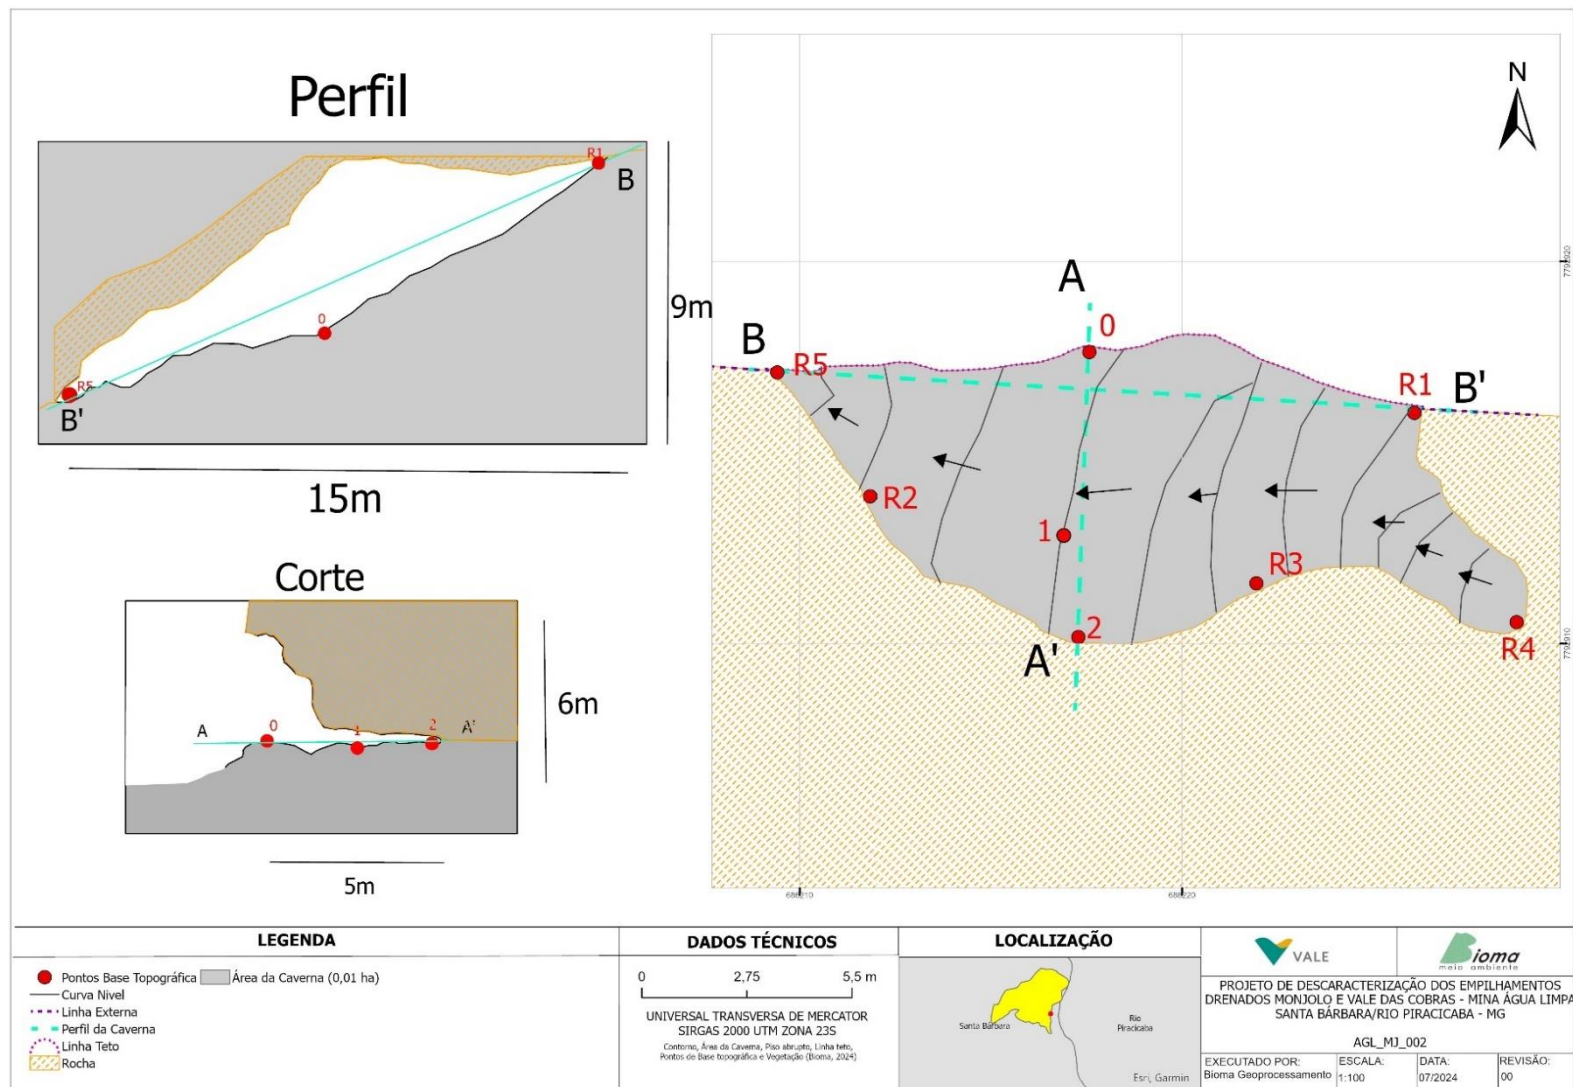 Perfil
R1
B
0
R5
B'
9m
15m
Corte
A
0
1
2
A'
6m
5m
N
7792920
A
0
B
R5
R1
B'
R2
1
R3
2
A'
R4
7792910
688210
688220
LEGENDA
Pontos Base Topográfica
Área da Caverna (0,01 ha)
Curva Nivel
Linha Externa
Perfil da Caverna
Linha Teto
Rocha
DADOS TÉCNICOS
0 2,75 5,5 m
UNIVERSAL TRANSVERSA DE MERCATOR
SIRGAS 2000 UTM ZONA 23S
Contorno, Área da Caverna, Piso abrupto, Linha teto,
Pontos de Base topográfica e Vegetação (Bioma, 2024)
LOCALIZAÇÃO
Santa Bárbara
Rio
Piracicaba
Esri, Garmin
VALE
Bioma
meio ambiente
PROJETO DE DESCARACTERIZAÇÃO DOS EMPILHAMENTOS
DRENADOS MONJOLO E VALE DAS COBRAS - MINA ÁGUA LIMPA
SANTA BÁRBARA/RIO PIRACICABA - MG
AGL_MJ_002
EXECUTADO POR:
Bioma Geoprocessamento
ESCALA:
1:100
DATA:
07/2024
REVISÃO:
00